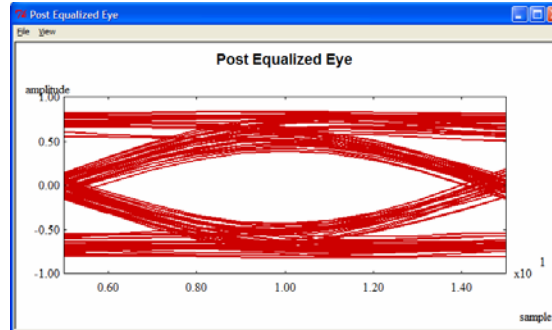 Post Equalized Eye
File View
Post Equalized Eye
amplitude
1.00
0.50
0.00
-0.50
-1.00
0.60 0.80 1.00 1.20 1.40
x10 1
sample